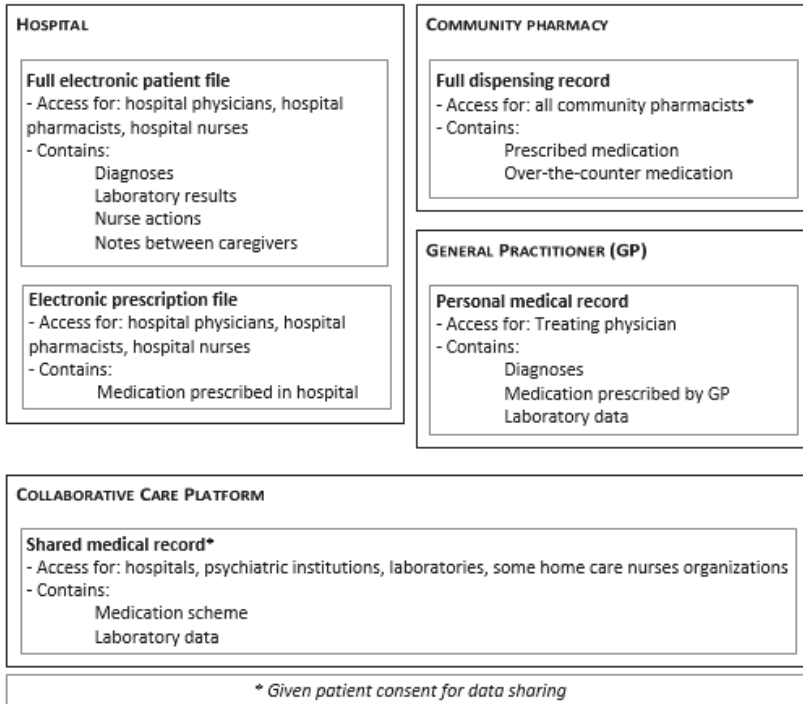 HOSPITAL
Full electronic patient file
- Access for: hospital physicians, hospital
pharmacists, hospital nurses
- Contains:
Diagnoses
Laboratory results
Nurse actions
Notes between caregivers
Electronic prescription file
- Access for: hospital physicians, hospital
pharmacists, hospital nurses
- Contains:
Medication prescribed in hospital
COMMUNITY PHARMACY
Full dispensing record
- Access for: all community pharmacists*
- Contains:
Prescribed medication
Over-the-counter medication
GENERAL PRACTITIONER (GP)
Personal medical record
- Access for: Treating physician
- Contains:
Diagnoses
Medication prescribed by GP
Laboratory data
COLLABORATIVE CARE PLATFORM
Shared medical record*
- Access for: hospitals, psychiatric institutions, laboratories, some home care nurses organizations
- Contains:
Medication scheme
Laboratory data
* Given patient consent for data sharing